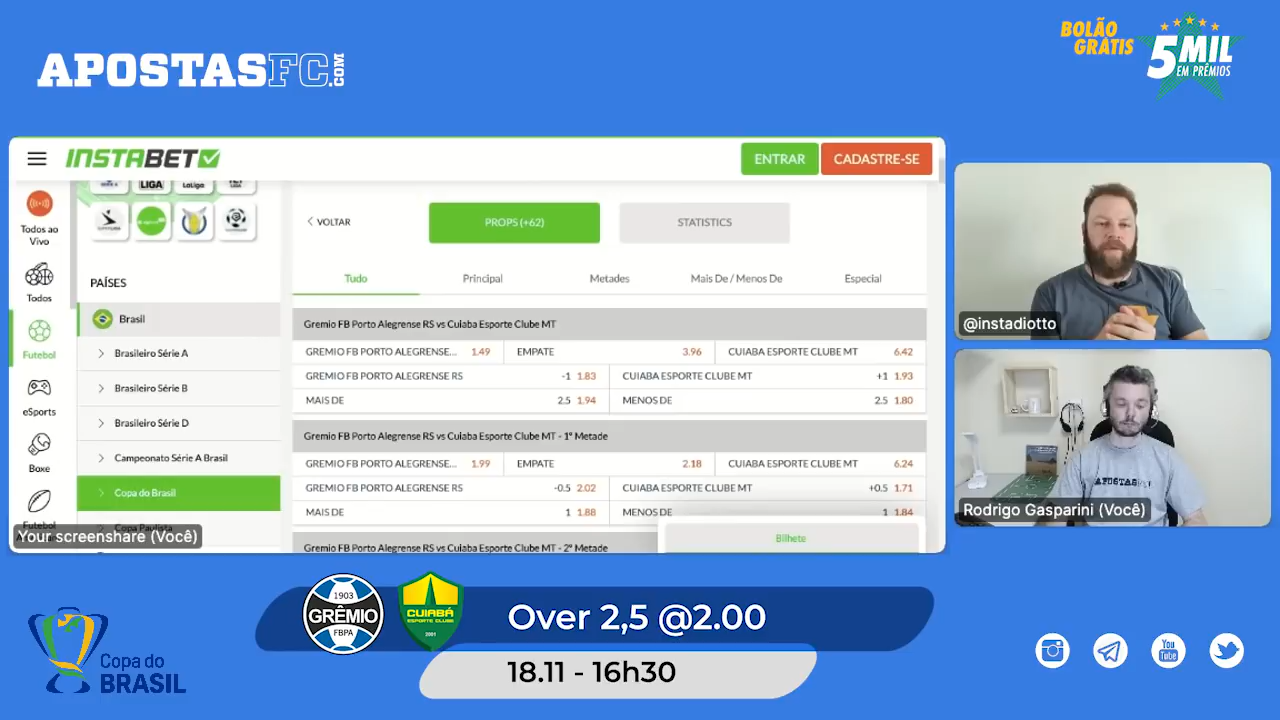 APOSTASFC.COM
BOLÃO GRÁTIS
5MIL
EM PRÊMIOS
INSTABET
ENTRAR
CADASTRE-SE
LIGA
LaLiga
Todos ao Vivo
Todos
Futebol
eSports
Boxe
Futebol
PAÍSES
Brasil
Brasileiro Série A
Brasileiro Série B
Brasileiro Série D
Campeonato Série A Brasil
Copa do Brasil
Copa Paulista
VOLTAR
PROPS (+62)
STATISTICS
Tudo
Principal
Metades
Mais De / Menos De
Especial
Gremio FB Porto Alegrense RS vs Cuiaba Esporte Clube MT
GREMIO FB PORTO ALEGRENSE... 1.49 EMPATE 3.96 CUIABA ESPORTE CLUBE MT 6.42
GREMIO FB PORTO ALEGRENSE RS -1 1.83 CUIABA ESPORTE CLUBE MT +1 1.93
MAIS DE 2.5 1.94 MENOS DE 2.5 1.80
Gremio FB Porto Alegrense RS vs Cuiaba Esporte Clube MT - 1º Metade
GREMIO FB PORTO ALEGRENSE... 1.99 EMPATE 2.18 CUIABA ESPORTE CLUBE MT 6.24
GREMIO FB PORTO ALEGRENSE RS -0.5 2.02 CUIABA ESPORTE CLUBE MT +0.5 1.71
MAIS DE 1 1.88 MENOS DE 1 1.84
Gremio FB Porto Alegrense RS vs Cuiaba Esporte Clube MT - 2º Metade
Bilhete
Your screenshare (Você)
@instadiotto
APOSTASFC
Rodrigo Gasparini (Você)
1903
GRÊMIO
FBPA
CUIABÁ
ESPORTE CLUBE
2001
Over 2,5 @2.00
18.11 - 16h30
Copa do
BRASIL
You
Tube